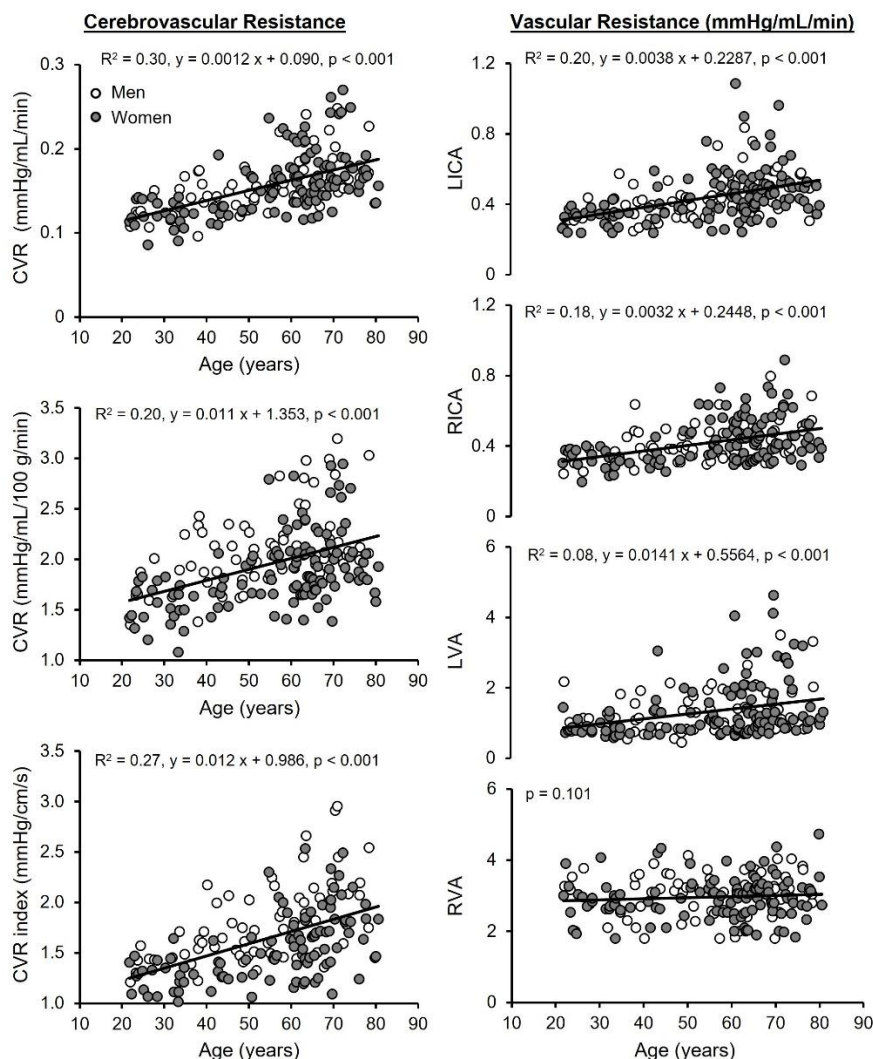 Cerebrovascular Resistance
R² = 0.30, y = 0.0012 x + 0.090, p < 0.001
0.3
Men
Women
0.2
0.1
0
CVR (mmHg/mL/min)
10 20 30 40 50 60 70 80 90
Age (years)
R² = 0.20, y = 0.011 x + 1.353, p < 0.001
3.5
3.0
2.5
2.0
1.5
1.0
CVR (mmHg/mL/100 g/min)
10 20 30 40 50 60 70 80 90
Age (years)
R² = 0.27, y = 0.012 x + 0.986, p < 0.001
3.5
3.0
2.5
2.0
1.5
1.0
CVR index (mmHg/cm/s)
10 20 30 40 50 60 70 80 90
Age (years)
Vascular Resistance (mmHg/mL/min)
R² = 0.20, y = 0.0038 x + 0.2287, p < 0.001
1.2
0.8
0.4
0
LICA
R² = 0.18, y = 0.0032 x + 0.2448, p < 0.001
1.2
0.8
0.4
0
RICA
R² = 0.08, y = 0.0141 x + 0.5564, p < 0.001
6
4
2
0
LVA
p = 0.101
6
4
2
0
RVA
10 20 30 40 50 60 70 80 90
Age (years)